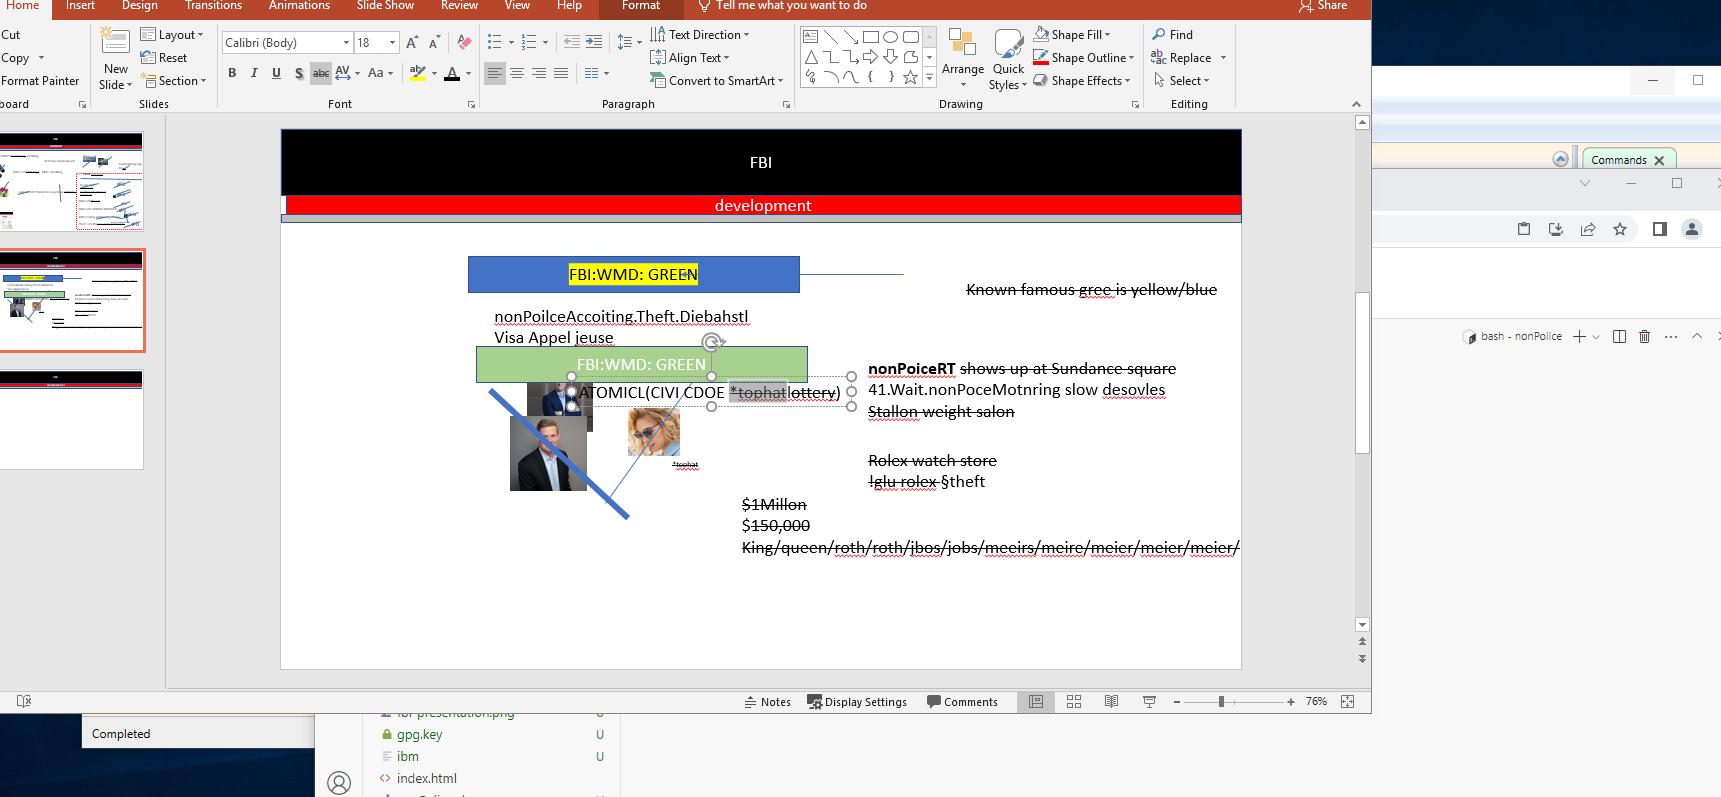 Home Insert Design Transitions Animations Slide Show Review View Help Format Tell me what you want to do Share
Cut
Copy
Format Painter
board
New
Slide
Layout
Reset
Section
Slides
Calibri (Body) 18
B I U S abc AV Aa
Font
Text Direction
Align Text
Convert to SmartArt
Paragraph
Arrange
Quick
Styles
Shape Fill
Shape Outline
Shape Effects
Drawing
Find
Replace
Select
Editing
Commands
FBI
development
FBI:WMD: GREEN
Known famous gree is yellow/blue
nonPoilceAccoiting.Theft.Diebahstl
Visa Appel jeuse
FBI:WMD: GREEN
ATOMICL(CIVI CDOE *tophatlottery)
*tophat
nonPoiceRT shows up at Sundance square
41.Wait.nonPoceMotnring slow desovles
Stallon weight salon
Rolex watch store
!glu rolex §theft
$1Millon
$150,000
King/queen/roth/roth/jbos/jobs/meeirs/meire/meier/meier/meier/
bash - nonPolice
Notes Display Settings Comments 76%
Completed
fbi-presentation.png U
gpg.key U
ibm U
index.html